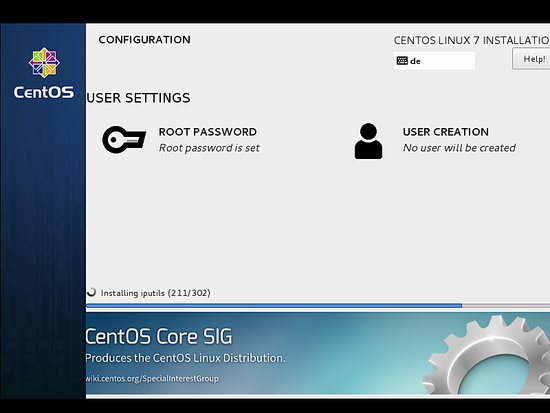 CONFIGURATION
CENTOS LINUX 7 INSTALLATIO
de
Help!
CentOS
USER SETTINGS
ROOT PASSWORD
Root password is set
USER CREATION
No user will be created
Installing iputils (211/302)
CentOS Core SIG
Produces the CentOS Linux Distribution.
wiki.centos.org/SpecialInterestGroup